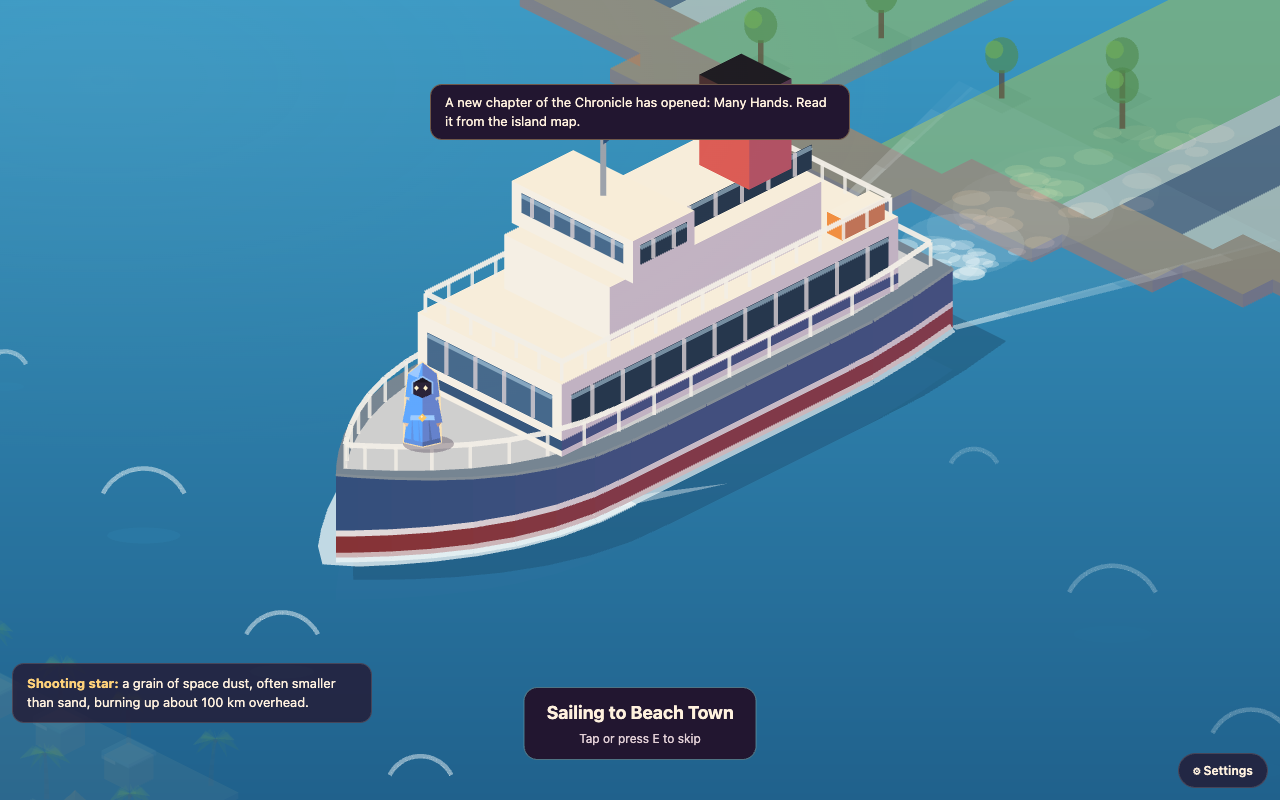 A new chapter of the Chronicle has opened: Many Hands. Read
it from the island map.
Shooting star: a grain of space dust, often smaller
than sand, burning up about 100 km overhead.
Sailing to Beach Town
Tap or press E to skip
⚙ Settings